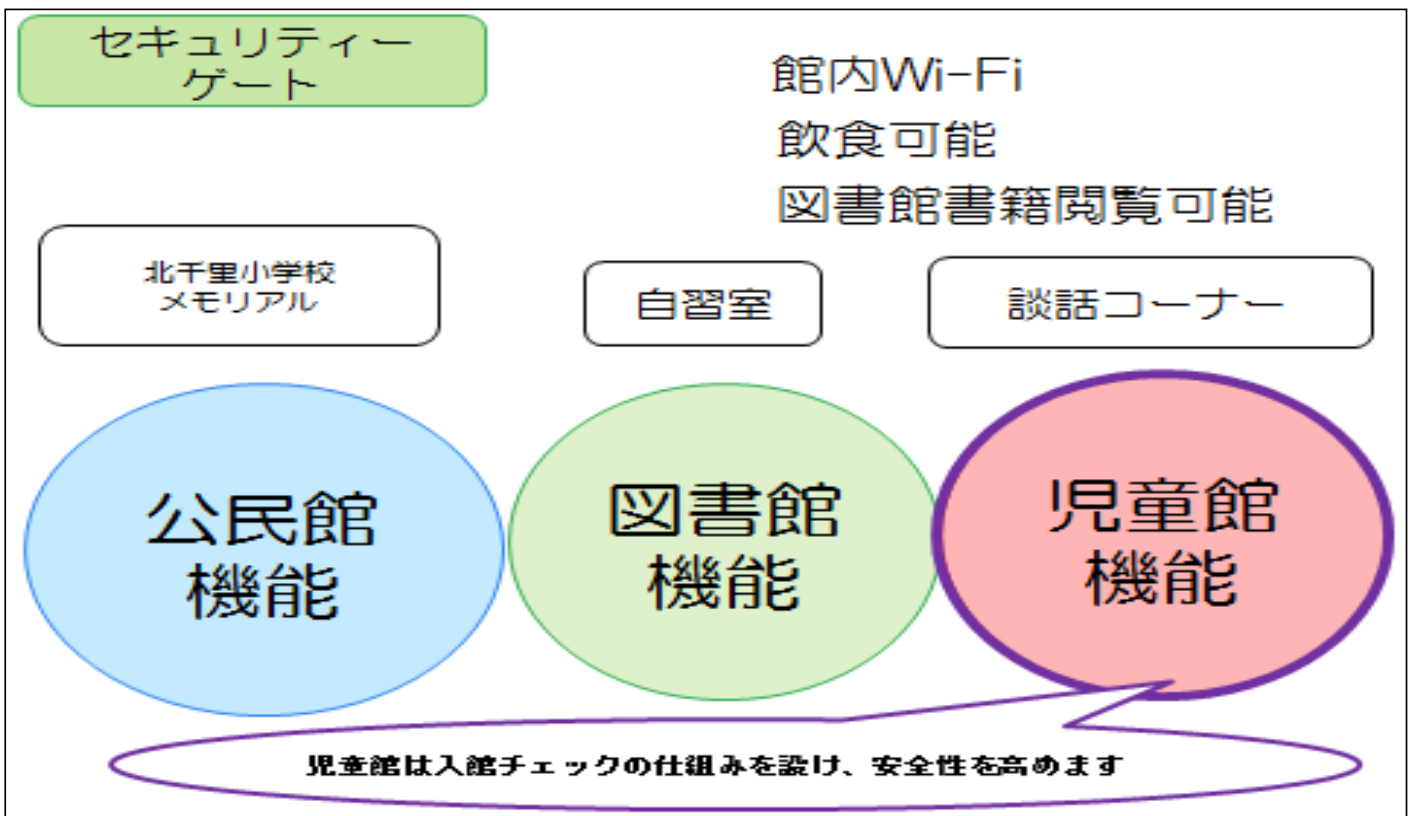 セキュリティー
ゲート
館内Wi-Fi
飲食可能
図書館書籍閲覧可能
北千里小学校
メモリアル
自習室
談話コーナー
公民館
機能
図書館
機能
児童館
機能
児童館は入館チェックの仕組みを設け、安全性を高めます